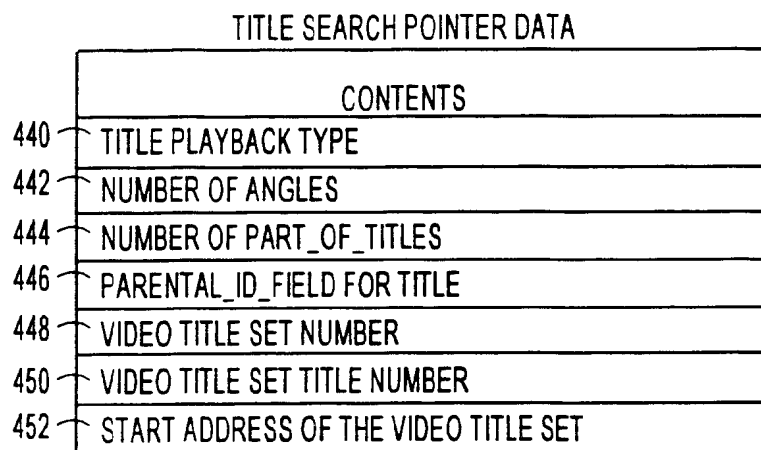 TITLE SEARCH POINTER DATA
CONTENTS
440 TITLE PLAYBACK TYPE
442 NUMBER OF ANGLES
444 NUMBER OF PART_OF_TITLES
446 PARENTAL_ID_FIELD FOR TITLE
448 VIDEO TITLE SET NUMBER
450 VIDEO TITLE SET TITLE NUMBER
452 START ADDRESS OF THE VIDEO TITLE SET